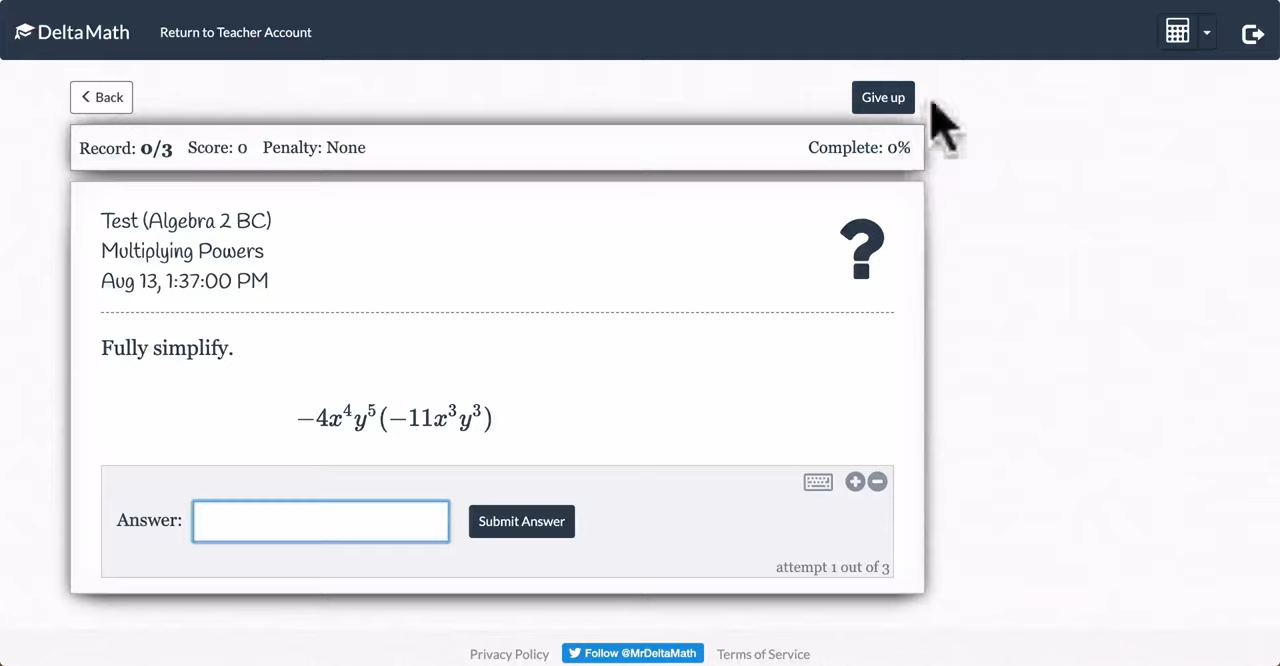 DeltaMath Return to Teacher Account
Back Give up
Record: 0/3 Score: 0 Penalty: None Complete: 0%
Test (Algebra 2 BC)
Multiplying Powers
Aug 13, 1:37:00 PM
?
Fully simplify.
−4x⁴y⁵(−11x³y³)
Answer: Submit Answer
attempt 1 out of 3
Privacy Policy Follow @MrDeltaMath Terms of Service